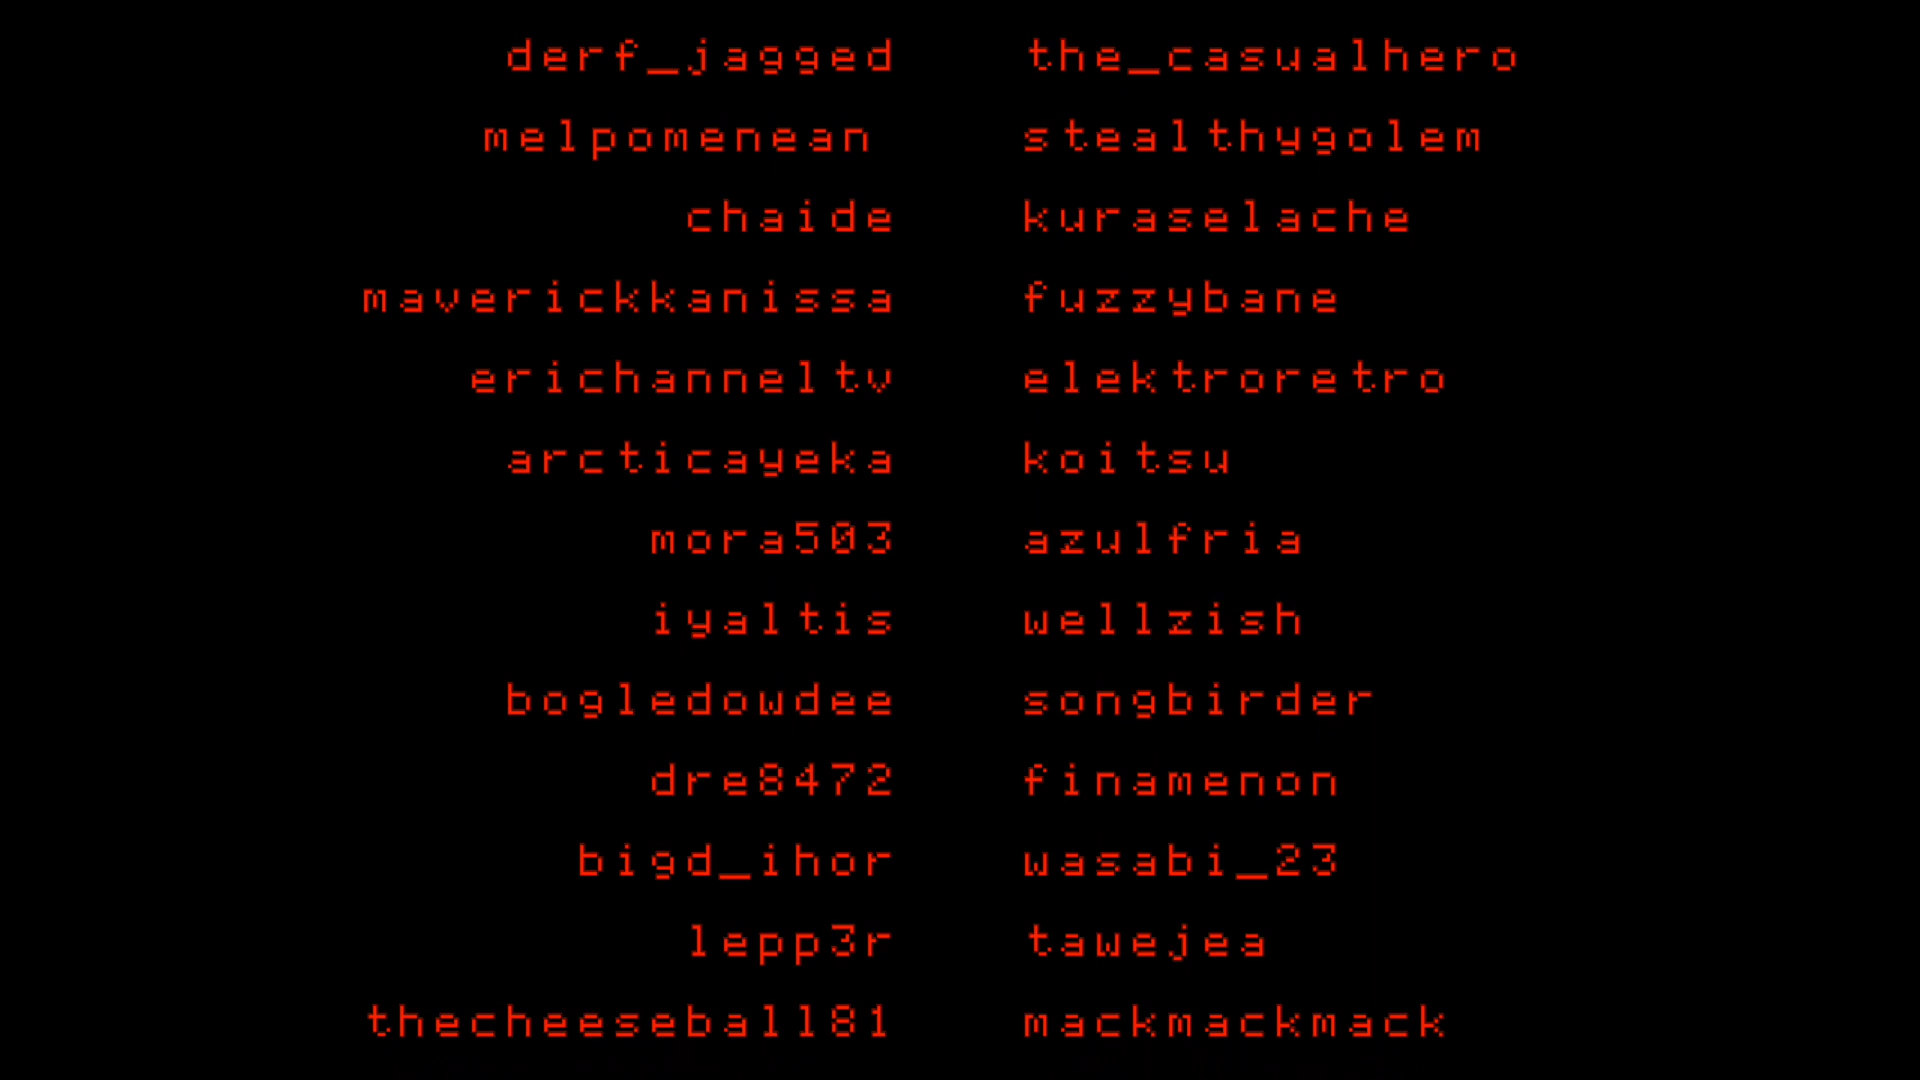 derf_jagged the_casualhero
melpomenean stealthygolem
chaide kuraselache
maverickkanissa fuzzybane
erichanneltv elektroretro
arcticayeka koitsu
mora503 azulfria
iyaltis wellzish
bogledowdee songbirder
dre8472 finamenon
bigd_ihor wasabi_23
lepp3r tawejea
thecheeseball81 mackmackmack